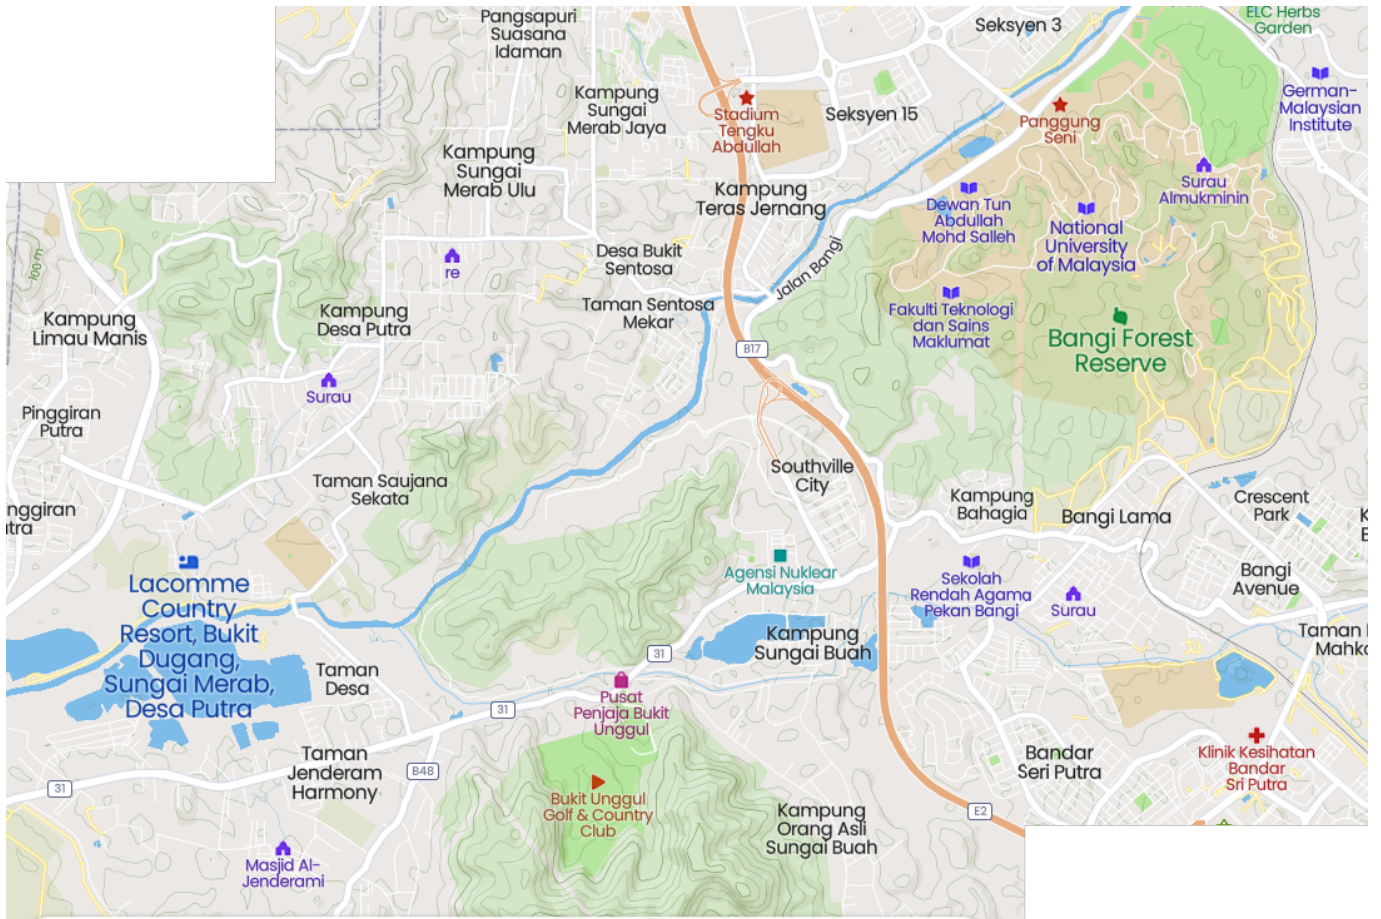 Pangsapuri
Suasana
Idaman
Seksyen 3
ELC Herbs
Garden
German-
Malaysian
Institute
Kampung
Sungai
Merab Jaya
Stadium
Tengku
Abdullah
Seksyen 15
Panggung
Seni
Kampung
Sungai
Merab Ulu
Kampung
Teras Jernang
Dewan Tun
Abdullah
Mohd Salleh
Surau
Almukminin
National
University
of Malaysia
100 m
re
Desa Bukit
Sentosa
Jalan Bangi
Kampung
Limau Manis
Kampung
Desa Putra
Taman Sentosa
Mekar
Fakulti Teknologi
dan Sains
Maklumat
Bangi Forest
Reserve
B17
Surau
Pinggiran
Putra
Taman Saujana
Sekata
Southville
City
Kampung
Bahagia
Bangi Lama
Crescent
Park
nggiran
tra
K
B
Lacomme
Country
Resort, Bukit
Dugang,
Sungai Merab,
Desa Putra
Agensi Nuklear
Malaysia
Sekolah
Rendah Agama
Pekan Bangi
Surau
Bangi
Avenue
Kampung
Sungai Buah
Taman
Mahko
31
Taman
Desa
Pusat
Penjaja Bukit
Unggul
31
Taman
Jenderam
Harmony
B48
31
Bandar
Seri Putra
Klinik Kesihatan
Bandar
Sri Putra
Bukit Unggul
Golf & Country
Club
Kampung
Orang Asli
Sungai Buah
E2
Masjid Al-
Jenderami